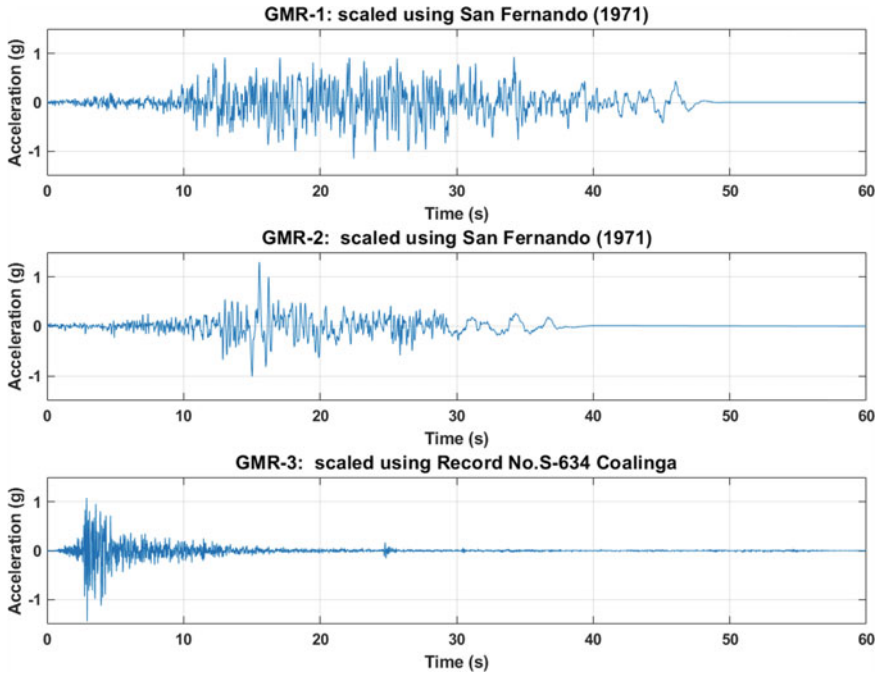 GMR-1: scaled using San Fernando (1971)
1
0
-1
Acceleration (g)
0 10 20 30 40 50 60
Time (s)
GMR-2: scaled using San Fernando (1971)
1
0
-1
Acceleration (g)
0 10 20 30 40 50 60
Time (s)
GMR-3: scaled using Record No.S-634 Coalinga
1
0
-1
Acceleration (g)
0 10 20 30 40 50 60
Time (s)